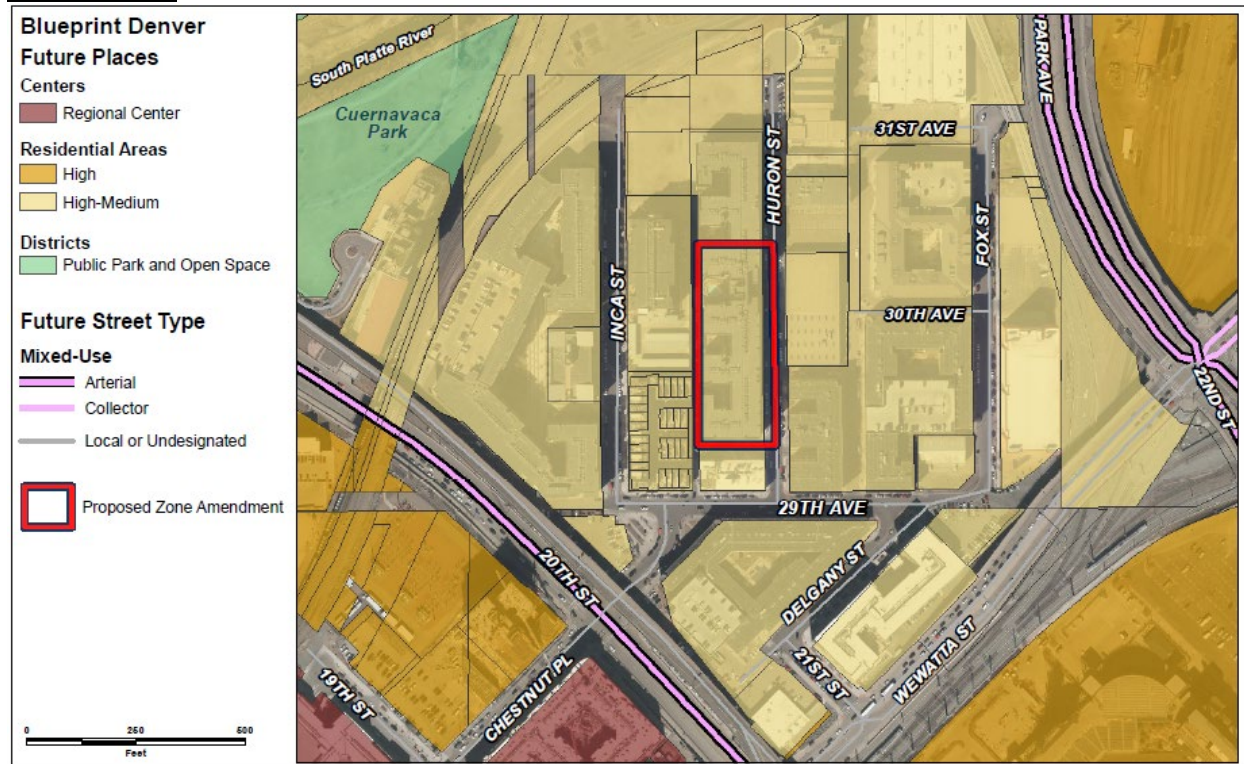 Blueprint Denver
Future Places
Centers
Regional Center
Residential Areas
High
High-Medium
Districts
Public Park and Open Space
Future Street Type
Mixed-Use
Arterial
Collector
Local or Undesignated
Proposed Zone Amendment
0 250 500
Feet
South Platte River
Cuernavaca
Park
PARK AVE
31ST AVE
HURON ST
FOX ST
INCA ST
30TH AVE
22ND ST
29TH AVE
20TH ST
DELGANY ST
21ST ST
WEWATTA ST
CHESTNUT PL
19TH ST